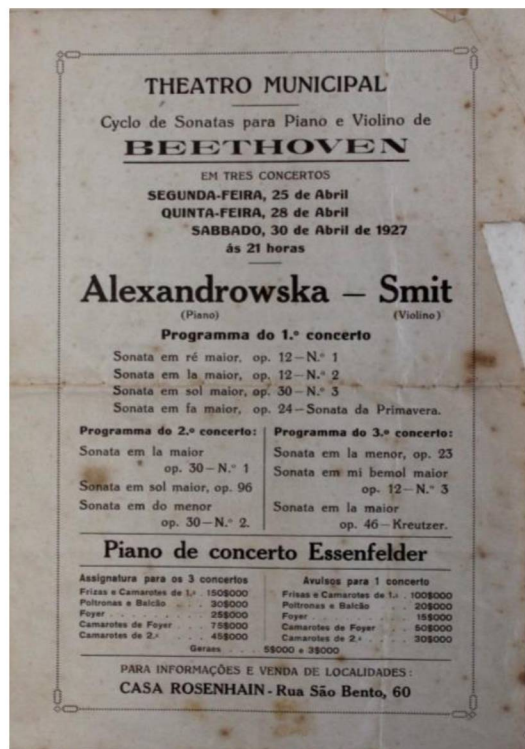 THEATRO MUNICIPAL
Cyclo de Sonatas para Piano e Violino de
BEETHOVEN
EM TRES CONCERTOS
SEGUNDA-FEIRA, 25 de Abril
QUINTA-FEIRA, 28 de Abril
SABBADO, 30 de Abril de 1927
ás 21 horas
Alexandrowska — Smit
(Piano) (Violino)
Programma do 1.º concerto
Sonata em ré maior, op. 12—N.º 1
Sonata em la maior, op. 12—N.º 2
Sonata em sol maior, op. 30—N.º 3
Sonata em fa maior, op. 24—Sonata da Primavera.
Programma do 2.º concerto:
Sonata em la maior
op. 30—N.º 1
Sonata em sol maior, op. 96
Sonata em do menor
op. 30—N.º 2.
Programma do 3.º concerto:
Sonata em la menor, op. 23
Sonata em mi bemol maior
op. 12—N.º 3
Sonata em la maior
op. 46—Kreutzer.
Piano de concerto Essenfelder
Assignatura para os 3 concertos
Frizas e Camarotes de 1.ª . 150$000
Poltronas e Balcão . . 30$000
Foyer . . . . . . 25$000
Camarotes de Foyer . . 75$000
Camarotes de 2.ª . . . 45$000
Avulsos para 1 concerto
Frisas e Camarotes de 1.ª . 100$000
Poltronas e Balcão . . . 20$000
Foyer . . . . . . . 15$000
Camarotes de Foyer . . . 50$000
Camarotes de 2.ª . . . . 30$000
Geraes . . . 5$000 e 3$000
PARA INFORMAÇÕES E VENDA DE LOCALIDADES:
CASA ROSENHAIN - Rua São Bento, 60